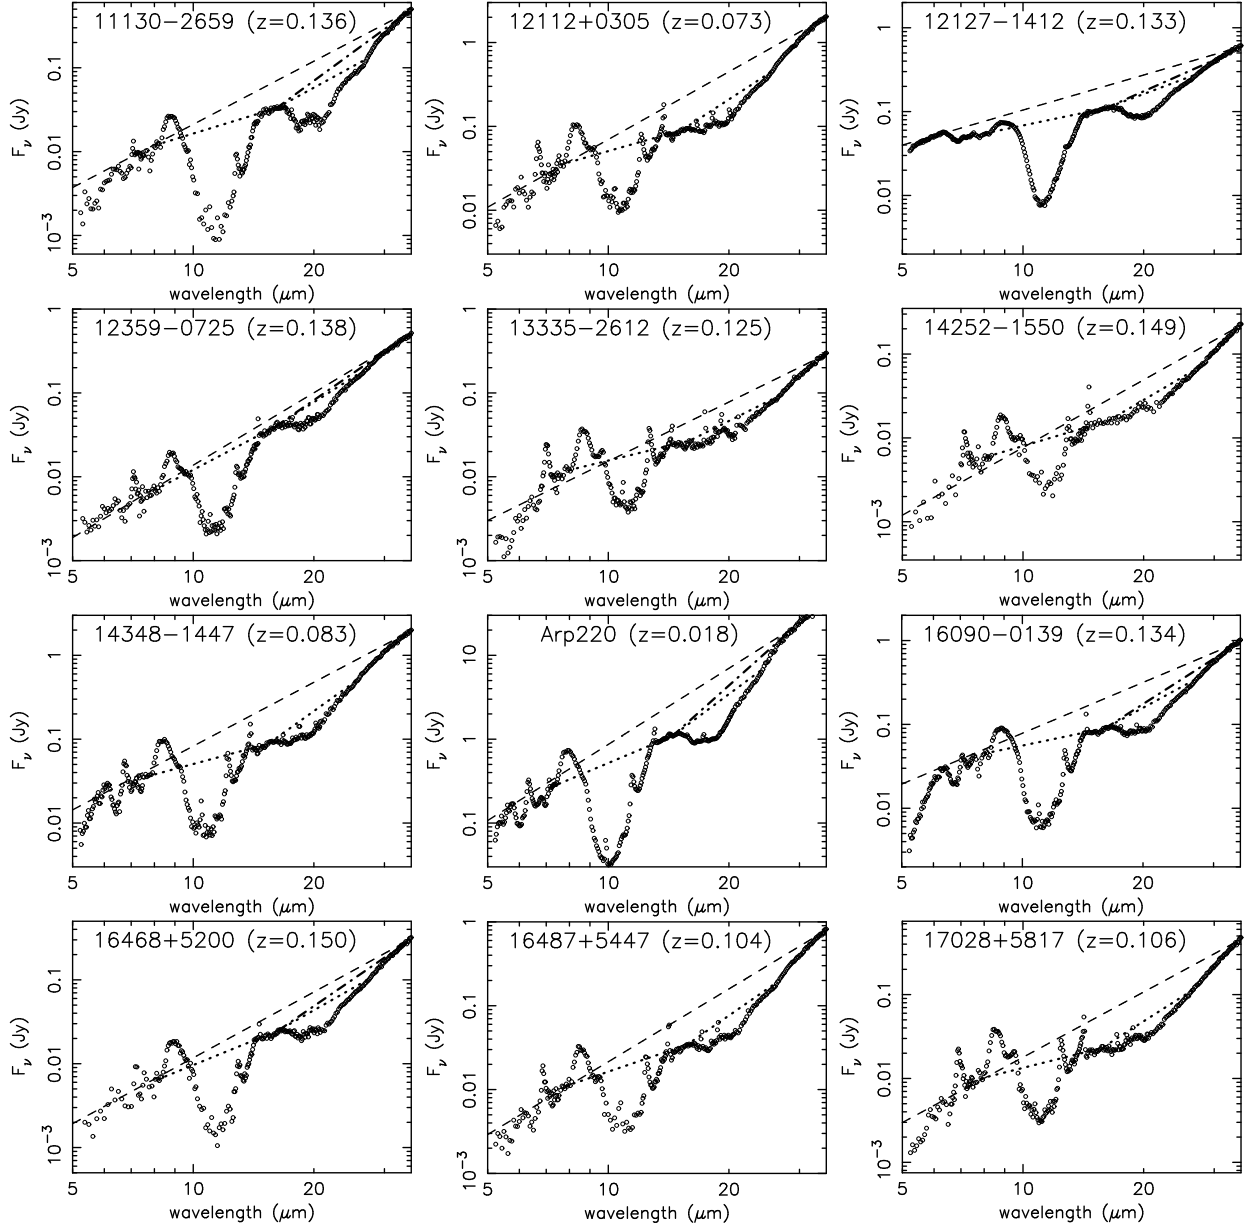 11130−2659 (z=0.136)
0.1
0.01
10⁻³
F_ν (Jy)
5 10 20
wavelength (μm)
12112+0305 (z=0.073)
1
0.1
0.01
F_ν (Jy)
5 10 20
wavelength (μm)
12127−1412 (z=0.133)
1
0.1
0.01
F_ν (Jy)
5 10 20
wavelength (μm)
12359−0725 (z=0.138)
1
0.1
0.01
10⁻³
F_ν (Jy)
5 10 20
wavelength (μm)
13335−2612 (z=0.125)
1
0.1
0.01
10⁻³
F_ν (Jy)
5 10 20
wavelength (μm)
14252−1550 (z=0.149)
0.1
0.01
10⁻³
F_ν (Jy)
5 10 20
wavelength (μm)
14348−1447 (z=0.083)
1
0.1
0.01
F_ν (Jy)
5 10 20
wavelength (μm)
Arp220 (z=0.018)
10
1
0.1
F_ν (Jy)
5 10 20
wavelength (μm)
16090−0139 (z=0.134)
1
0.1
0.01
F_ν (Jy)
5 10 20
wavelength (μm)
16468+5200 (z=0.150)
0.1
0.01
10⁻³
F_ν (Jy)
5 10 20
wavelength (μm)
16487+5447 (z=0.104)
0.1
0.01
10⁻³
F_ν (Jy)
5 10 20
wavelength (μm)
17028+5817 (z=0.106)
0.1
0.01
10⁻³
F_ν (Jy)
5 10 20
wavelength (μm)